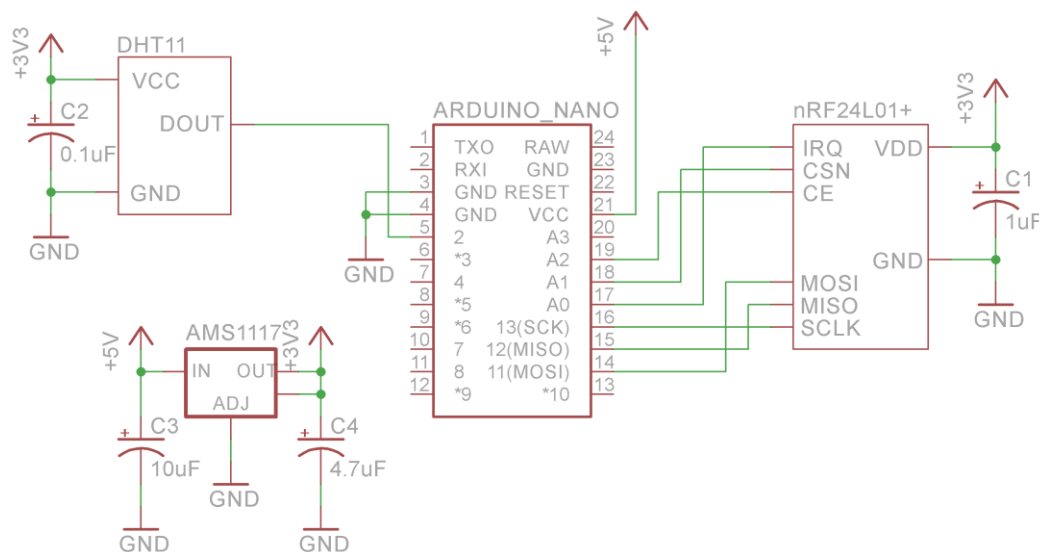 +3V3
DHT11
VCC
DOUT
GND
C2
0.1uF
GND
+5V
ARDUINO_NANO
1 TXO RAW 24
2 RXI GND 23
3 GND RESET 22
4 GND VCC 21
5 2 A3 20
6 *3 A2 19
7 4 A1 18
8 *5 A0 17
9 *6 13(SCK) 16
10 7 12(MISO) 15
11 8 11(MOSI) 14
12 *9 *10 13
GND
nRF24L01+
IRQ VDD
CSN
CE
GND
MOSI
MISO
SCLK
+3V3
C1
1uF
GND
+5V
AMS1117
+3V3
IN OUT
ADJ
C3
10uF
GND
GND
C4
4.7uF
GND